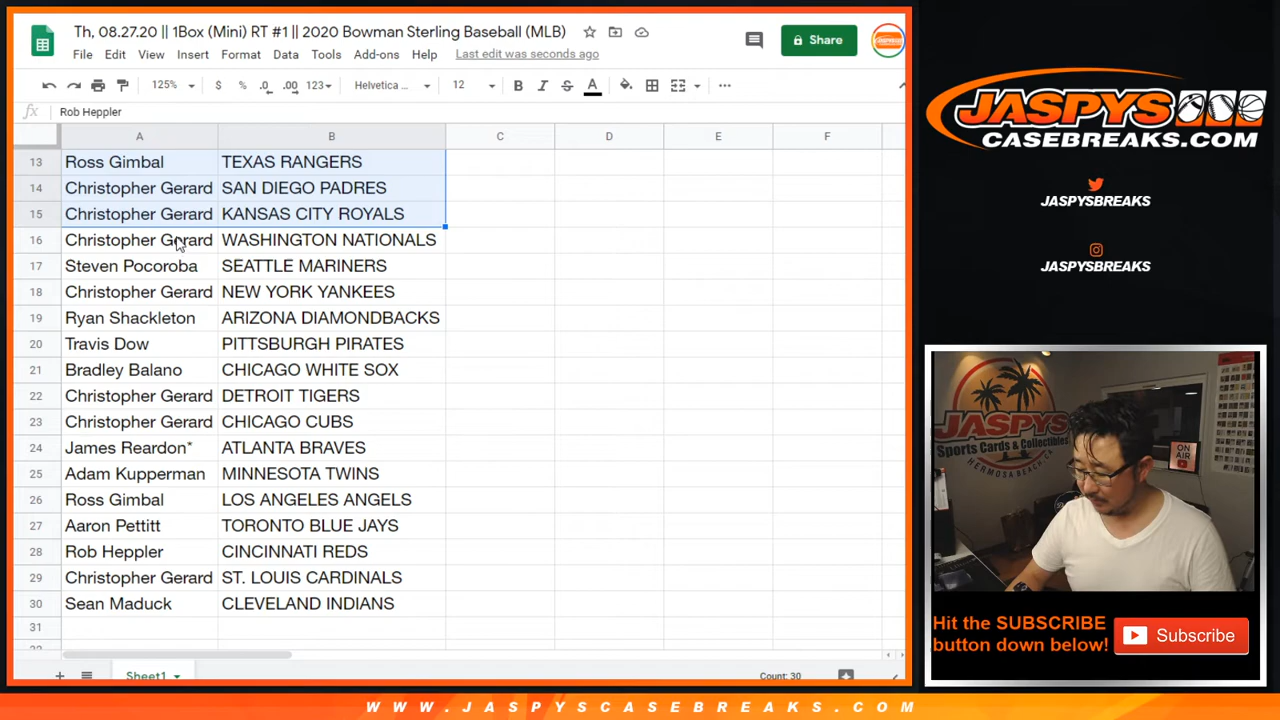 Th, 08.27.20 || 1Box (Mini) RT #1 || 2020 Bowman Sterling Baseball (MLB)
File Edit View Insert Format Data Tools Add-ons Help Last edit was seconds ago
Share
125% $ % .0 .00 123 Helvetica ... 12 B I S A ...
fx Rob Heppler
A B C D E F
13 Ross Gimbal TEXAS RANGERS
14 Christopher Gerard SAN DIEGO PADRES
15 Christopher Gerard KANSAS CITY ROYALS
16 Christopher Gerard WASHINGTON NATIONALS
17 Steven Pocoroba SEATTLE MARINERS
18 Christopher Gerard NEW YORK YANKEES
19 Ryan Shackleton ARIZONA DIAMONDBACKS
20 Travis Dow PITTSBURGH PIRATES
21 Bradley Balano CHICAGO WHITE SOX
22 Christopher Gerard DETROIT TIGERS
23 Christopher Gerard CHICAGO CUBS
24 James Reardon* ATLANTA BRAVES
25 Adam Kupperman MINNESOTA TWINS
26 Ross Gimbal LOS ANGELES ANGELS
27 Aaron Pettitt TORONTO BLUE JAYS
28 Rob Heppler CINCINNATI REDS
29 Christopher Gerard ST. LOUIS CARDINALS
30 Sean Maduck CLEVELAND INDIANS
31
Sheet1
Count: 30
JASPYS
CASEBREAKS.COM
JASPYSBREAKS
JASPYSBREAKS
JASPY'S
Sports Cards & Collectibles
HERMOSA BEACH, CA
ON
AIR
Hit the SUBSCRIBE
button down below!
Subscribe
WWW.JASPYSCASEBREAKS.COM